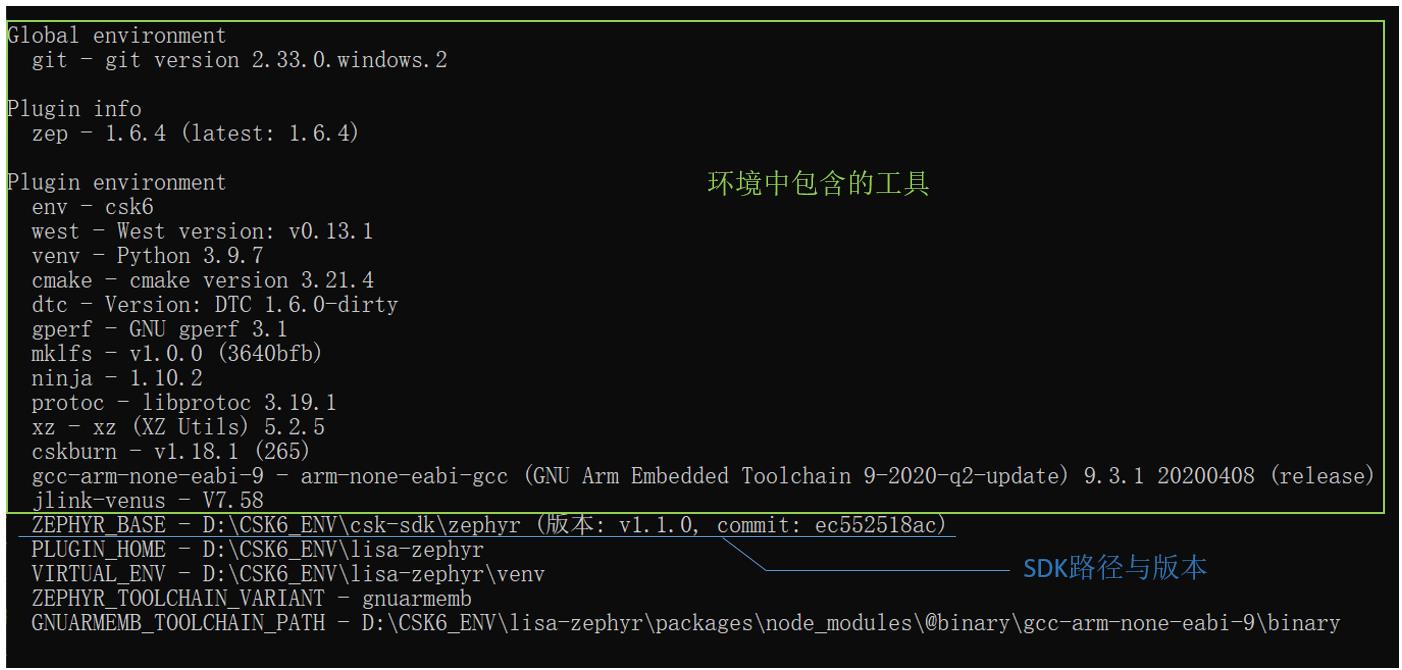 Global environment
git - git version 2.33.0.windows.2
Plugin info
zep - 1.6.4 (latest: 1.6.4)
Plugin environment
环境中包含的工具
env - csk6
west - West version: v0.13.1
venv - Python 3.9.7
cmake - cmake version 3.21.4
dtc - Version: DTC 1.6.0-dirty
gperf - GNU gperf 3.1
mklfs - v1.0.0 (3640bfb)
ninja - 1.10.2
protoc - libprotoc 3.19.1
xz - xz (XZ Utils) 5.2.5
cskburn - v1.18.1 (265)
gcc-arm-none-eabi-9 - arm-none-eabi-gcc (GNU Arm Embedded Toolchain 9-2020-q2-update) 9.3.1 20200408 (release)
jlink-venus - V7.58
ZEPHYR_BASE - D:\CSK6_ENV\csk-sdk\zephyr (版本: v1.1.0, commit: ec552518ac)
PLUGIN_HOME - D:\CSK6_ENV\lisa-zephyr
SDK路径与版本
VIRTUAL_ENV - D:\CSK6_ENV\lisa-zephyr\venv
ZEPHYR_TOOLCHAIN_VARIANT - gnuarmemb
GNUARMEMB_TOOLCHAIN_PATH - D:\CSK6_ENV\lisa-zephyr\packages\node_modules\@binary\gcc-arm-none-eabi-9\binary